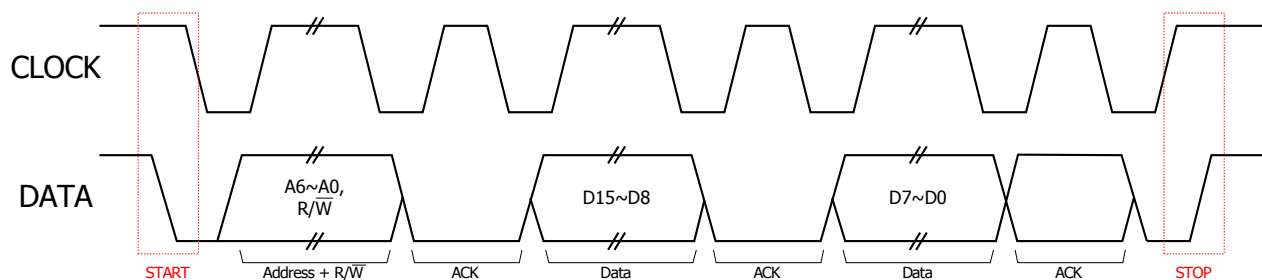 CLOCK
DATA
A6~A0,
R/W̅
D15~D8
D7~D0
START
Address + R/W̅
ACK
Data
ACK
Data
ACK
STOP